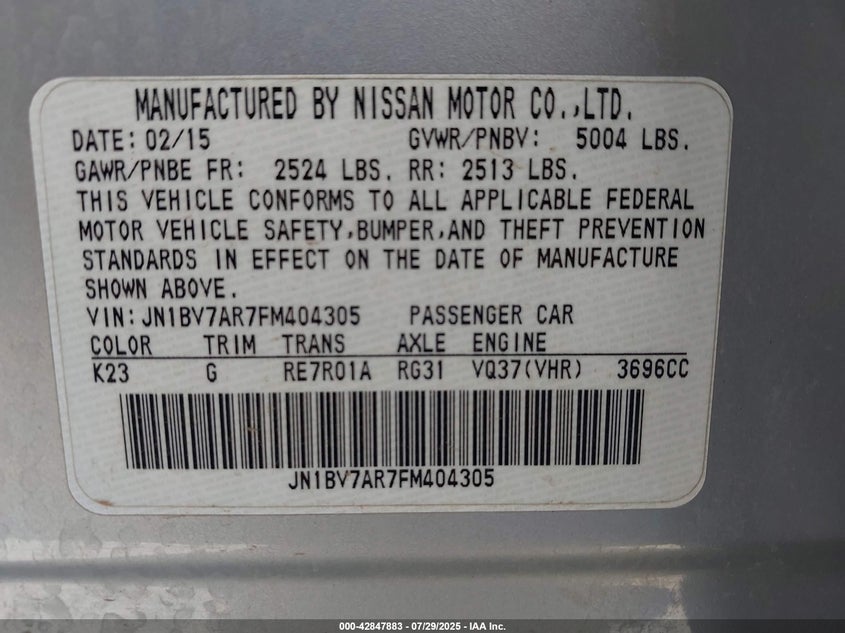 MANUFACTURED BY NISSAN MOTOR CO.,LTD.
DATE: 02/15 GVWR/PNBV: 5004 LBS.
GAWR/PNBE FR: 2524 LBS. RR: 2513 LBS.
THIS VEHICLE CONFORMS TO ALL APPLICABLE FEDERAL
MOTOR VEHICLE SAFETY,BUMPER,AND THEFT PREVENTION
STANDARDS IN EFFECT ON THE DATE OF MANUFACTURE
SHOWN ABOVE.
VIN: JN1BV7AR7FM404305 PASSENGER CAR
COLOR TRIM TRANS AXLE ENGINE
K23 G RE7R01A RG31 VQ37(VHR) 3696CC
JN1BV7AR7FM404305
000-42847883 / 07/29/2025 - IAA Inc.